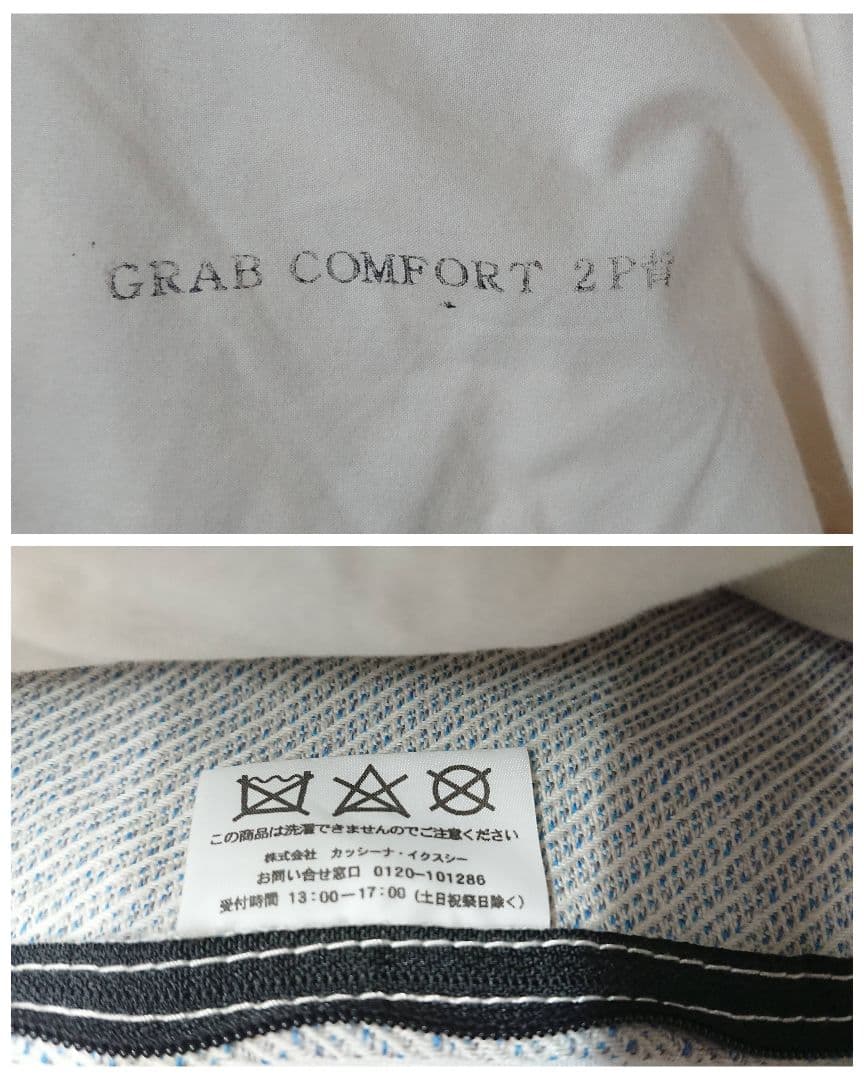 GRAB COMFORT 2P背
この商品は洗濯できませんのでご注意ください
株式会社 カッシーナ・イクスシー
お問い合せ窓口 0120-101286
受付時間 13:00ー17:00 (土日祝祭日除く)